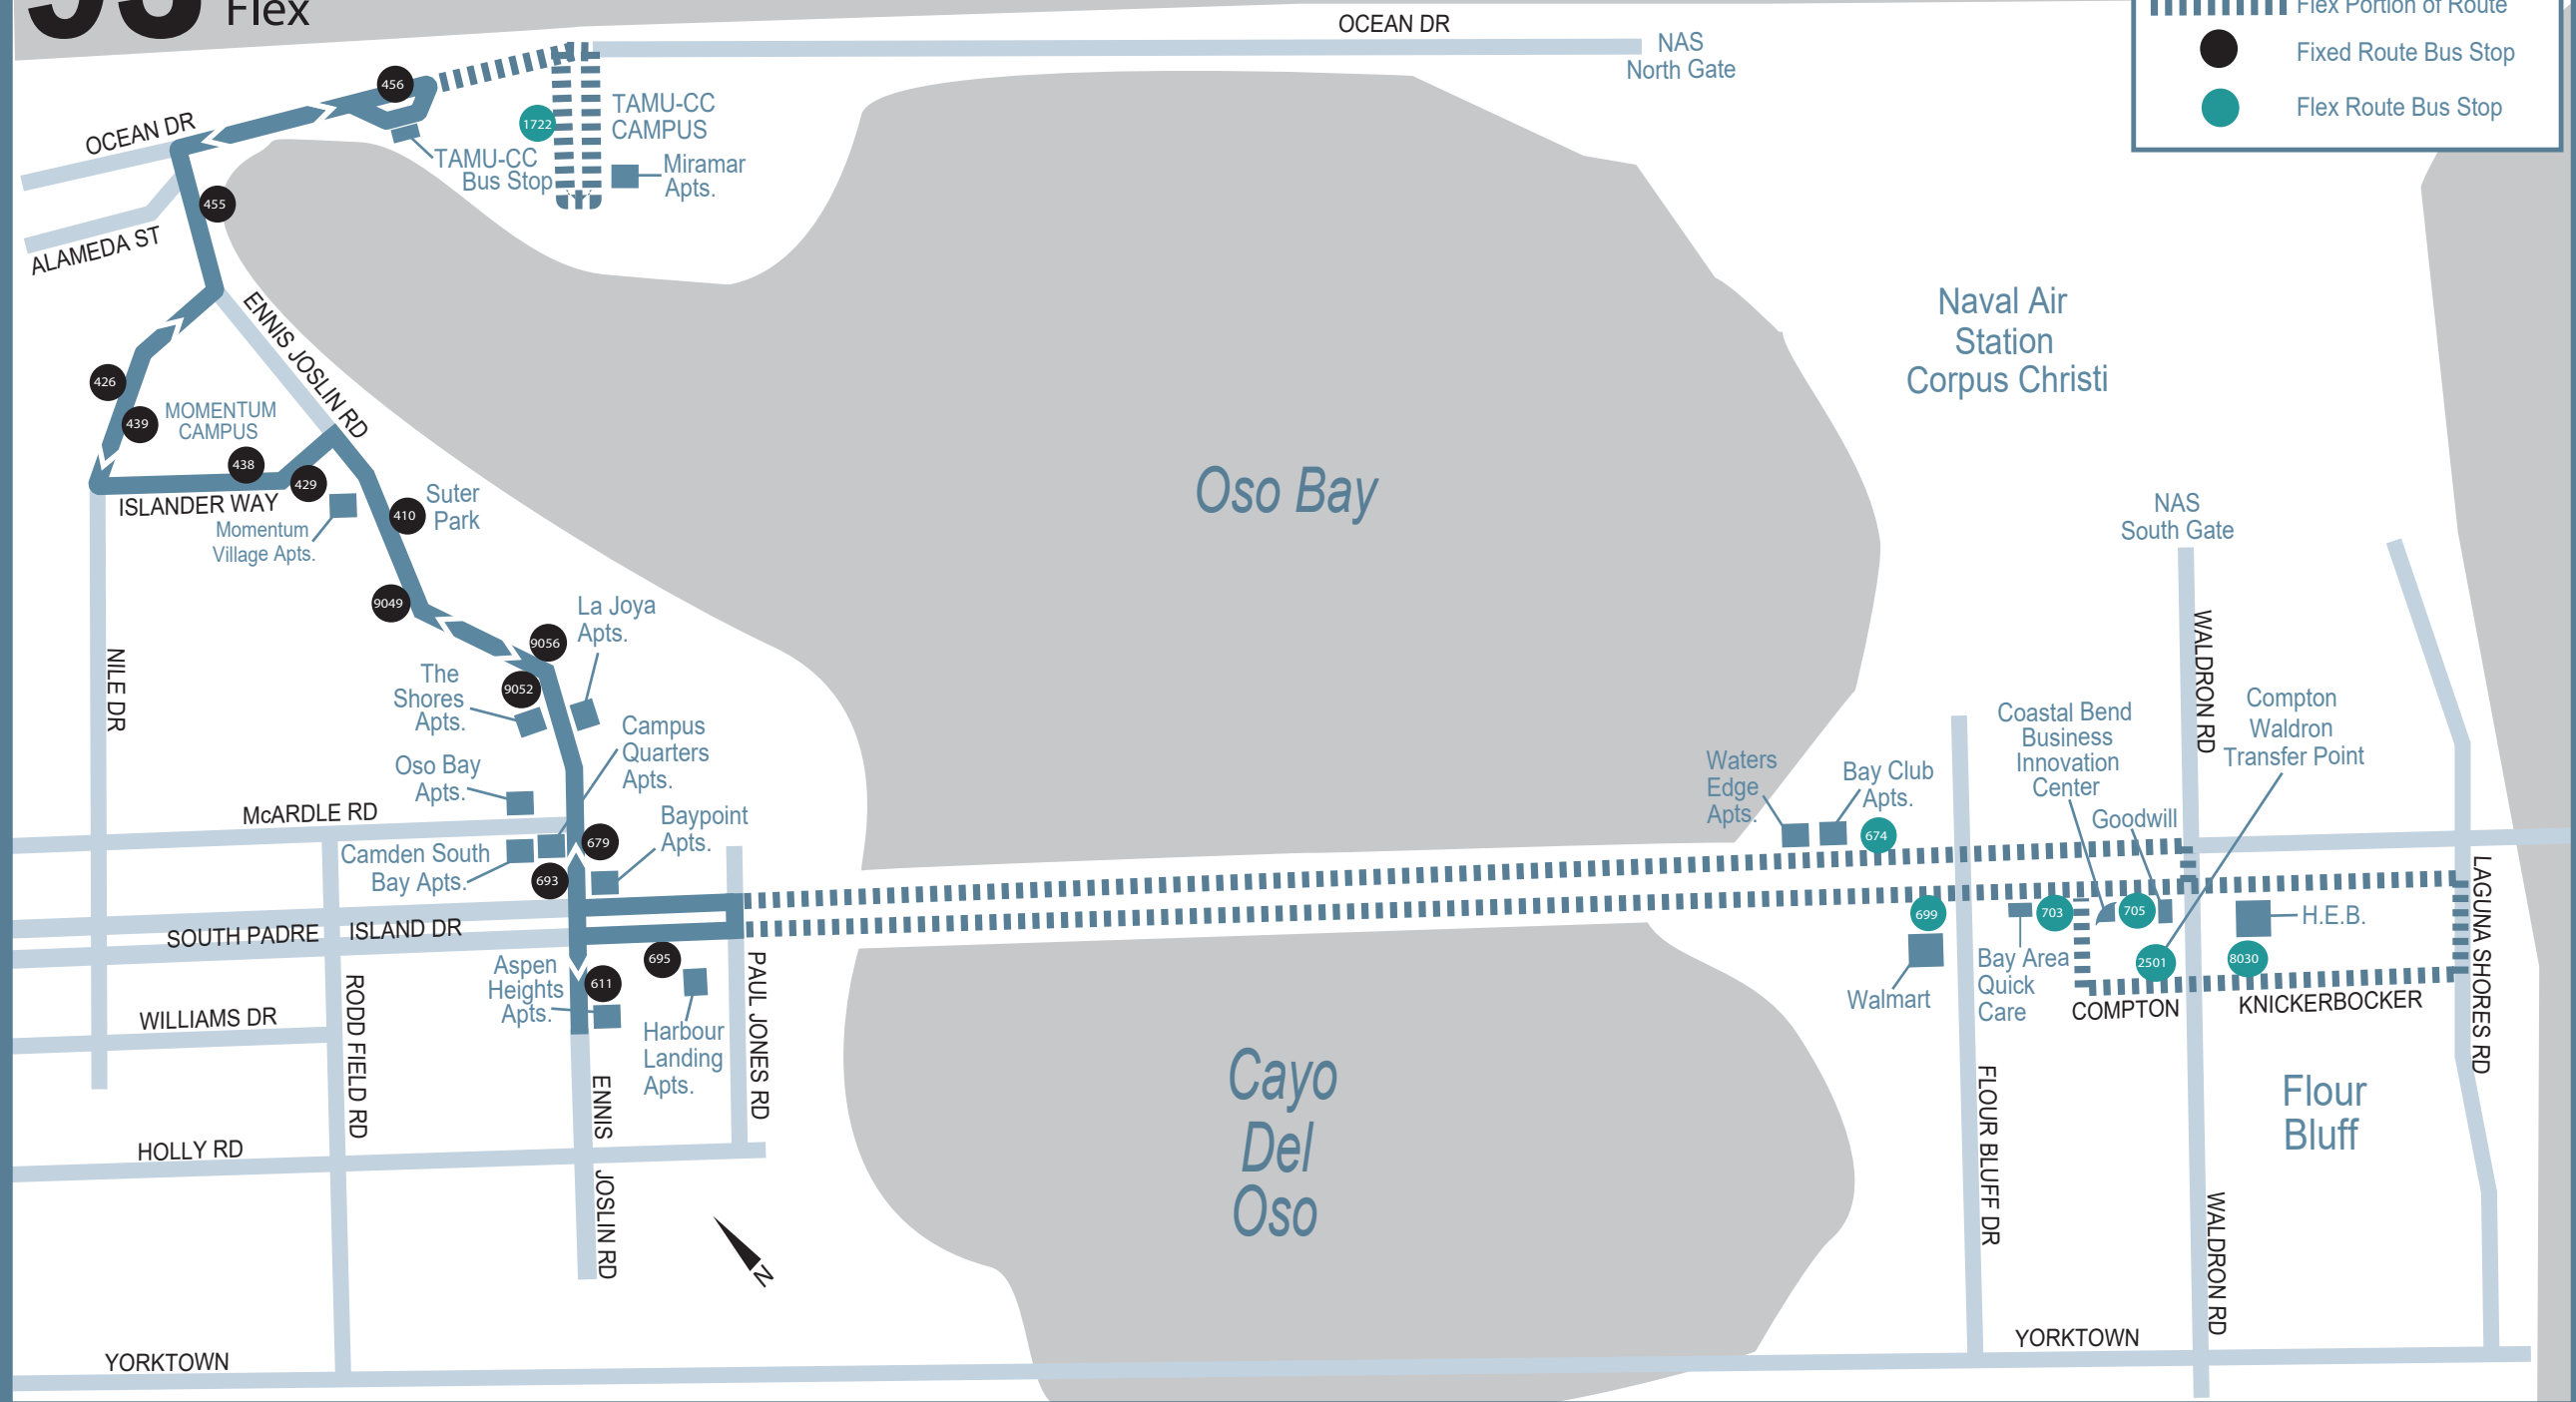 Flex
Flex Portion of Route
Fixed Route Bus Stop
Flex Route Bus Stop
OCEAN DR
NAS
North Gate
456
1722
TAMU-CC
CAMPUS
OCEAN DR
TAMU-CC
Bus Stop
Miramar
Apts.
455
ALAMEDA ST
ENNIS JOSLIN RD
Naval Air
Station
Corpus Christi
426
439
MOMENTUM
CAMPUS
438
429
ISLANDER WAY
Momentum
Village Apts.
410
Suter
Park
Oso Bay
NAS
South Gate
9049
9056
La Joya
Apts.
9052
The
Shores
Apts.
NILE DR
WALDRON RD
Campus
Quarters
Apts.
Oso Bay
Apts.
McARDLE RD
Baypoint
Apts.
679
Camden South
Bay Apts.
693
Waters
Edge
Apts.
Bay Club
Apts.
674
Coastal Bend
Business
Innovation
Center
Goodwill
Compton
Waldron
Transfer Point
SOUTH PADRE
ISLAND DR
695
611
Aspen
Heights
Apts.
Harbour
Landing
Apts.
PAUL JONES RD
699
Walmart
Bay Area
Quick
Care
703
705
2501
8030
H.E.B.
COMPTON
KNICKERBOCKER
LAGUNA SHORES RD
WILLIAMS DR
RODD FIELD RD
ENNIS
JOSLIN RD
HOLLY RD
Cayo
Del
Oso
FLOUR BLUFF DR
Flour
Bluff
WALDRON RD
N
YORKTOWN
YORKTOWN